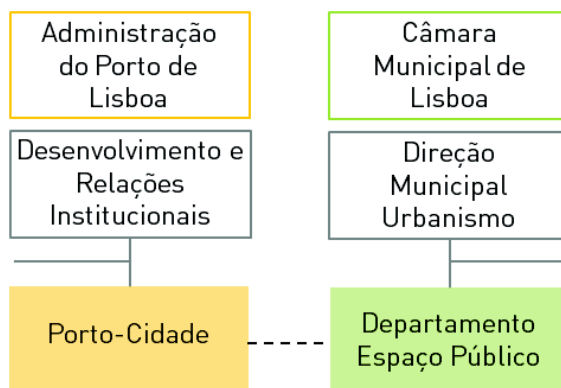 Administração
do Porto de
Lisboa
Câmara
Municipal de
Lisboa
Desenvolvimento e
Relações
Institucionais
Direção
Municipal
Urbanismo
Porto-Cidade
Departamento
Espaço Público